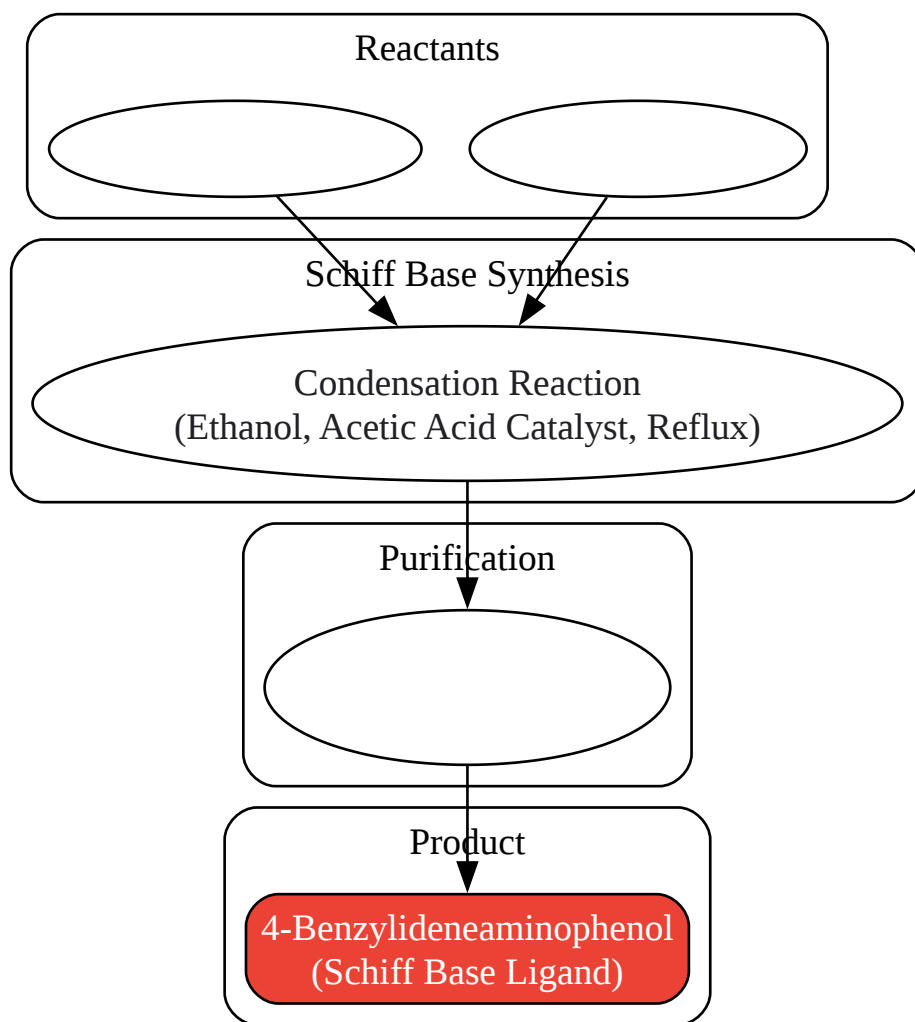 Reactants
Schiff Base Synthesis
Condensation Reaction
(Ethanol, Acetic Acid Catalyst, Reflux)
Purification
Product
4-Benzylideneaminophenol
(Schiff Base Ligand)